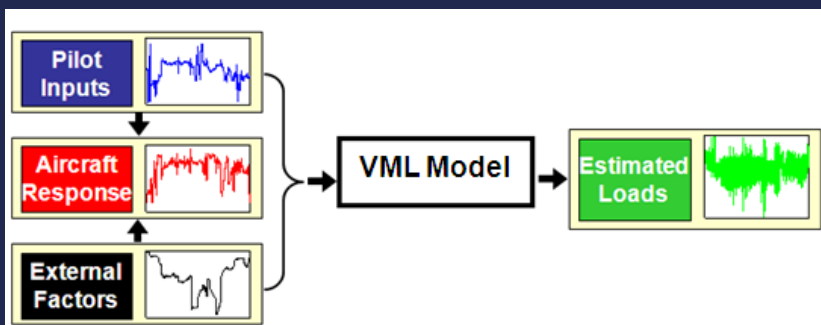 Pilot
Inputs
Aircraft
Response
External
Factors
VML Model
Estimated
Loads